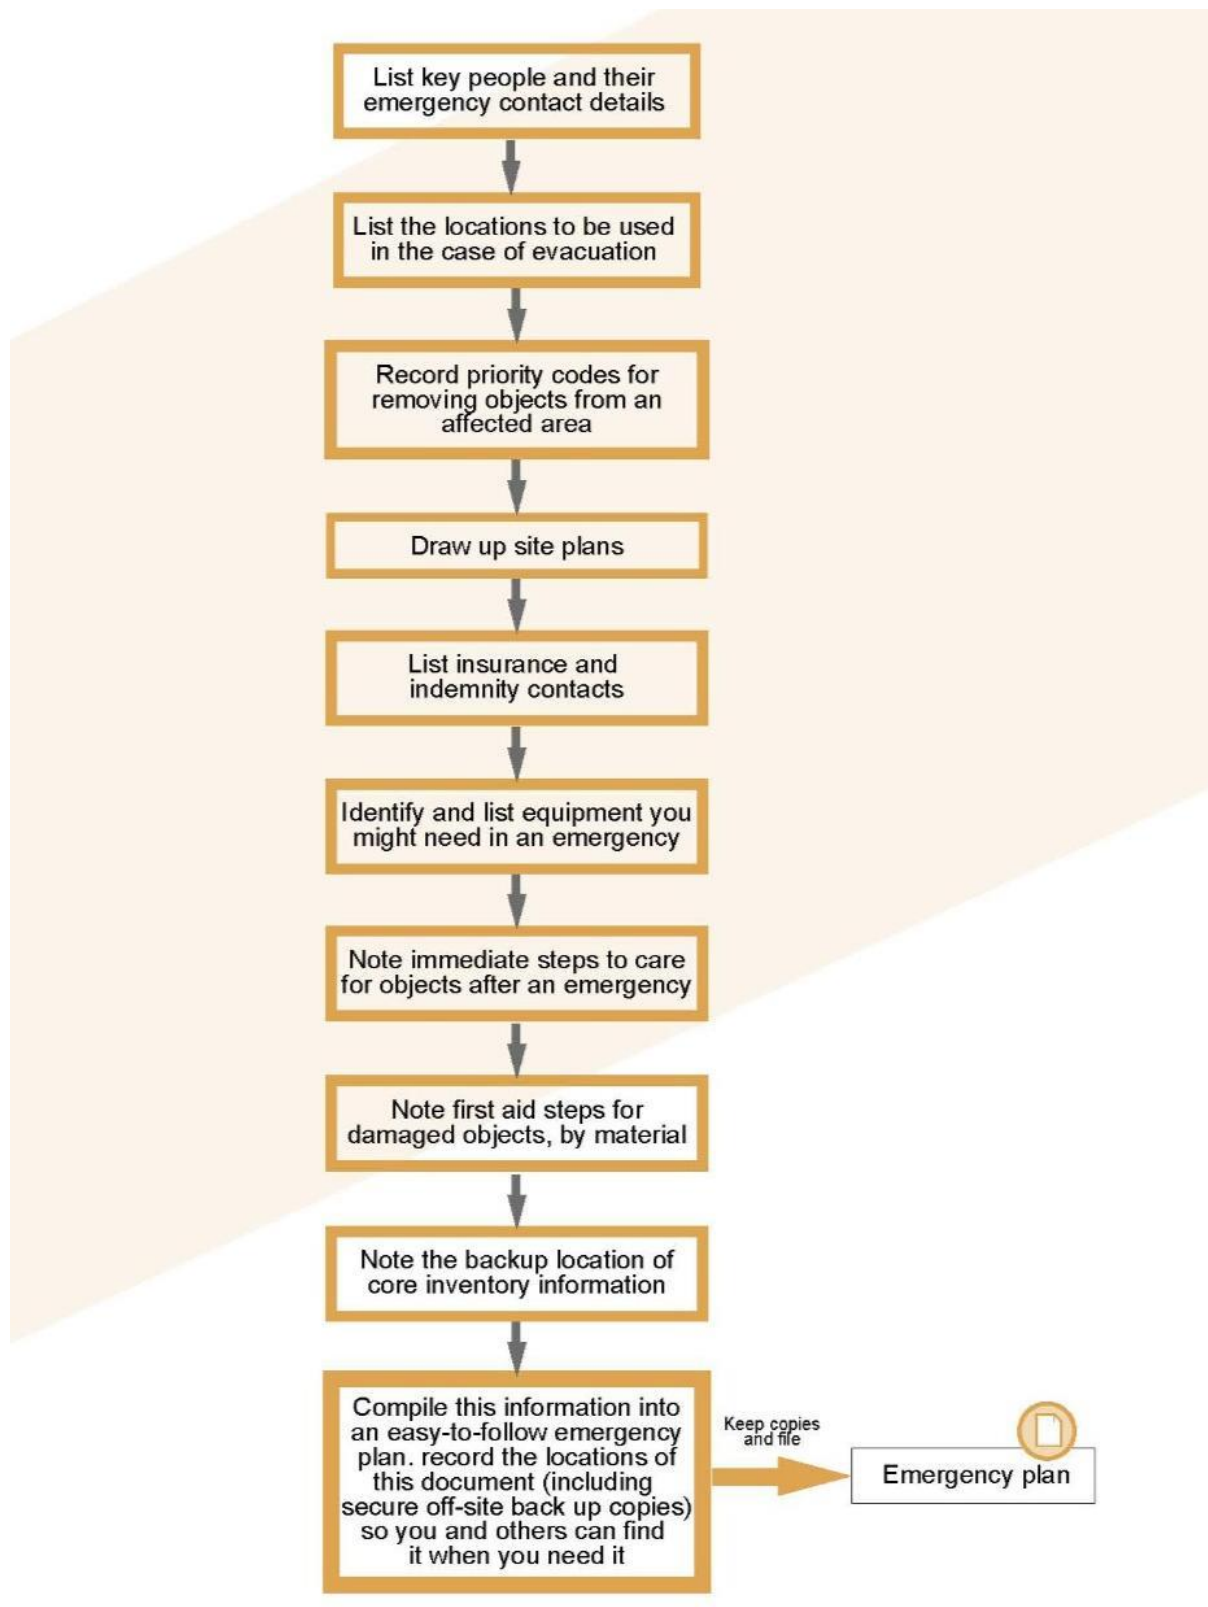 List key people and their
emergency contact details
List the locations to be used
in the case of evacuation
Record priority codes for
removing objects from an
affected area
Draw up site plans
List insurance and
indemnity contacts
Identify and list equipment you
might need in an emergency
Note immediate steps to care
for objects after an emergency
Note first aid steps for
damaged objects, by material
Note the backup location of
core inventory information
Compile this information into
an easy-to-follow emergency
plan. record the locations of
this document (including
secure off-site back up copies)
so you and others can find
it when you need it
Keep copies
and file
Emergency plan